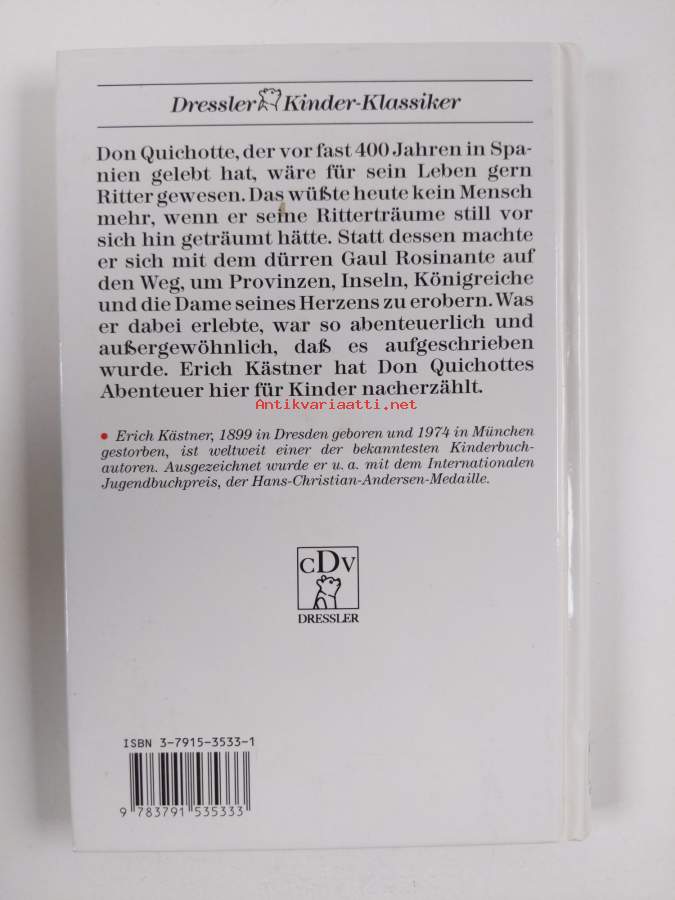 Dressler Kinder-Klassiker
Don Quichotte, der vor fast 400 Jahren in Spa-
nien gelebt hat, wäre für sein Leben gern
Ritter gewesen. Das wüßte heute kein Mensch
mehr, wenn er seine Ritterträume still vor
sich hin geträumt hätte. Statt dessen machte
er sich mit dem dürren Gaul Rosinante auf
den Weg, um Provinzen, Inseln, Königreiche
und die Dame seines Herzens zu erobern. Was
er dabei erlebte, war so abenteuerlich und
außergewöhnlich, daß es aufgeschrieben
wurde. Erich Kästner hat Don Quichottes
Abenteuer hier für Kinder nacherzählt.
Antikvariaatti.net
• Erich Kästner, 1899 in Dresden geboren und 1974 in München
gestorben, ist weltweit einer der bekanntesten Kinderbuch-
autoren. Ausgezeichnet wurde er u. a. mit dem Internationalen
Jugendbuchpreis, der Hans-Christian-Andersen-Medaille.
CDV
DRESSLER
ISBN 3-7915-3533-1
9 783791 535333